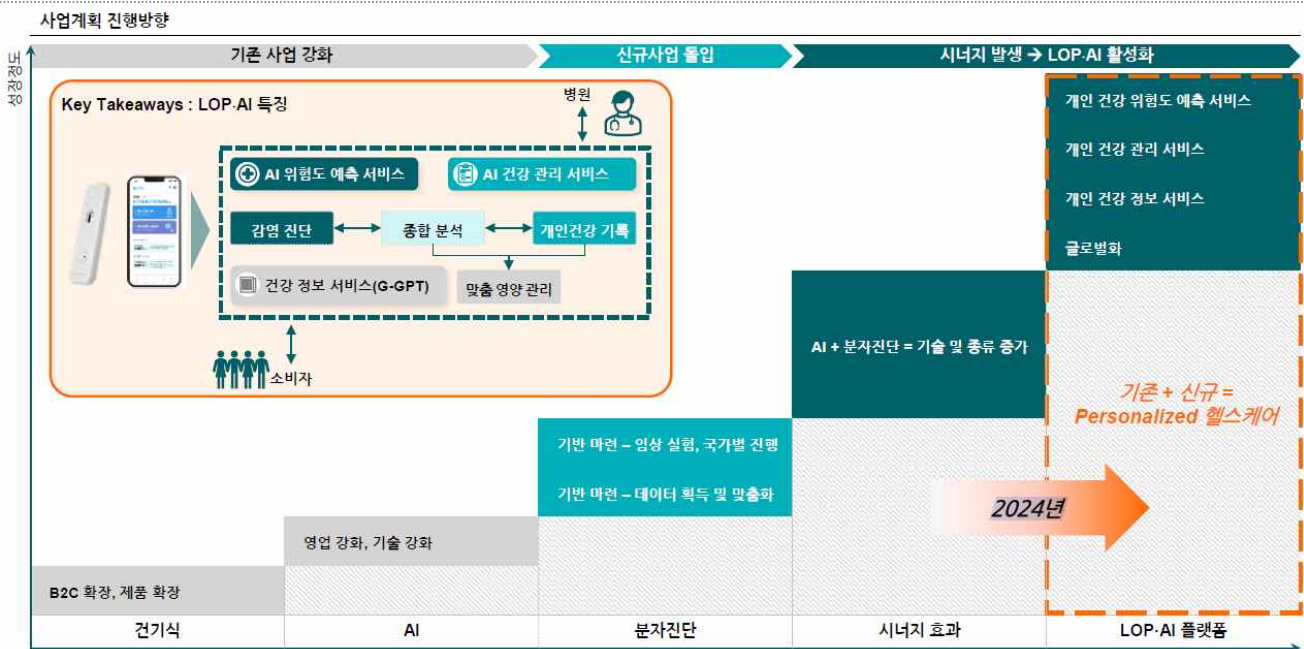 사업계획 진행방향
성장정도
기존 사업 강화
신규사업 돌입
시너지 발생 → LOP·AI 활성화
Key Takeaways : LOP·AI 특징
병원
AI 위험도 예측 서비스
AI 건강 관리 서비스
감염 진단
종합 분석
개인건강 기록
건강 정보 서비스(G-GPT)
맞춤 영양 관리
소비자
개인 건강 위험도 예측 서비스
개인 건강 관리 서비스
개인 건강 정보 서비스
글로벌화
AI + 분자진단 = 기술 및 종류 증가
기존 + 신규 =
Personalized 헬스케어
기반 마련 – 임상 실험, 국가별 진행
기반 마련 – 데이터 획득 및 맞춤화
2024년
영업 강화, 기술 강화
B2C 확장, 제품 확장
건기식
AI
분자진단
시너지 효과
LOP·AI 플랫폼